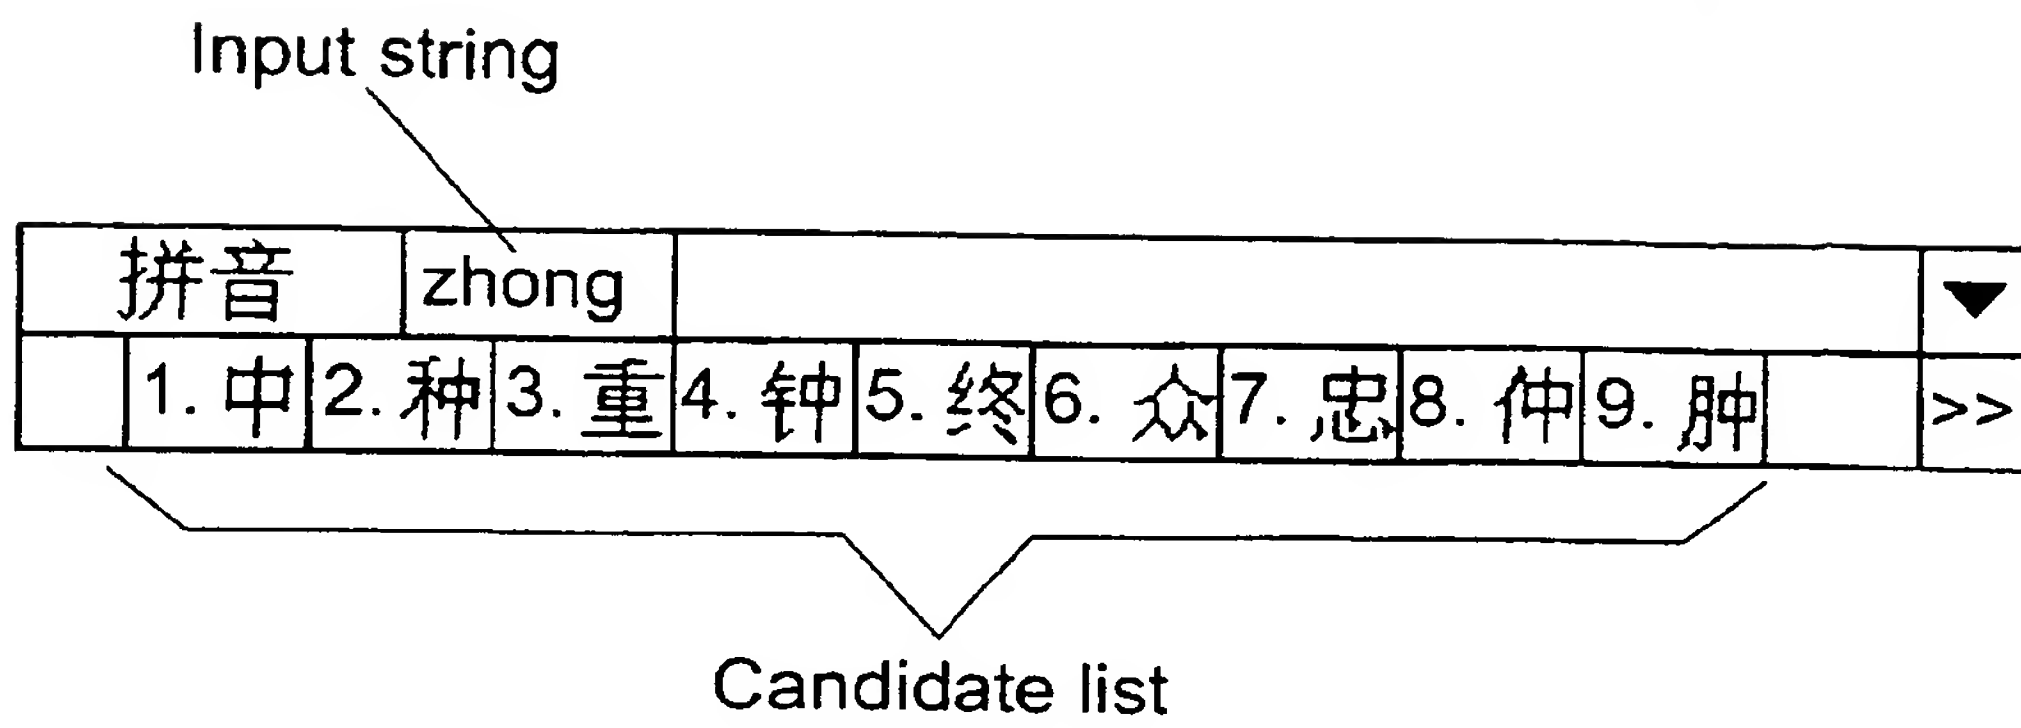 Input string
拼音 zhong ▼
1. 中 2. 种 3. 重 4. 钟 5. 终 6. 众 7. 忠 8. 仲 9. 肿 >>
Candidate list